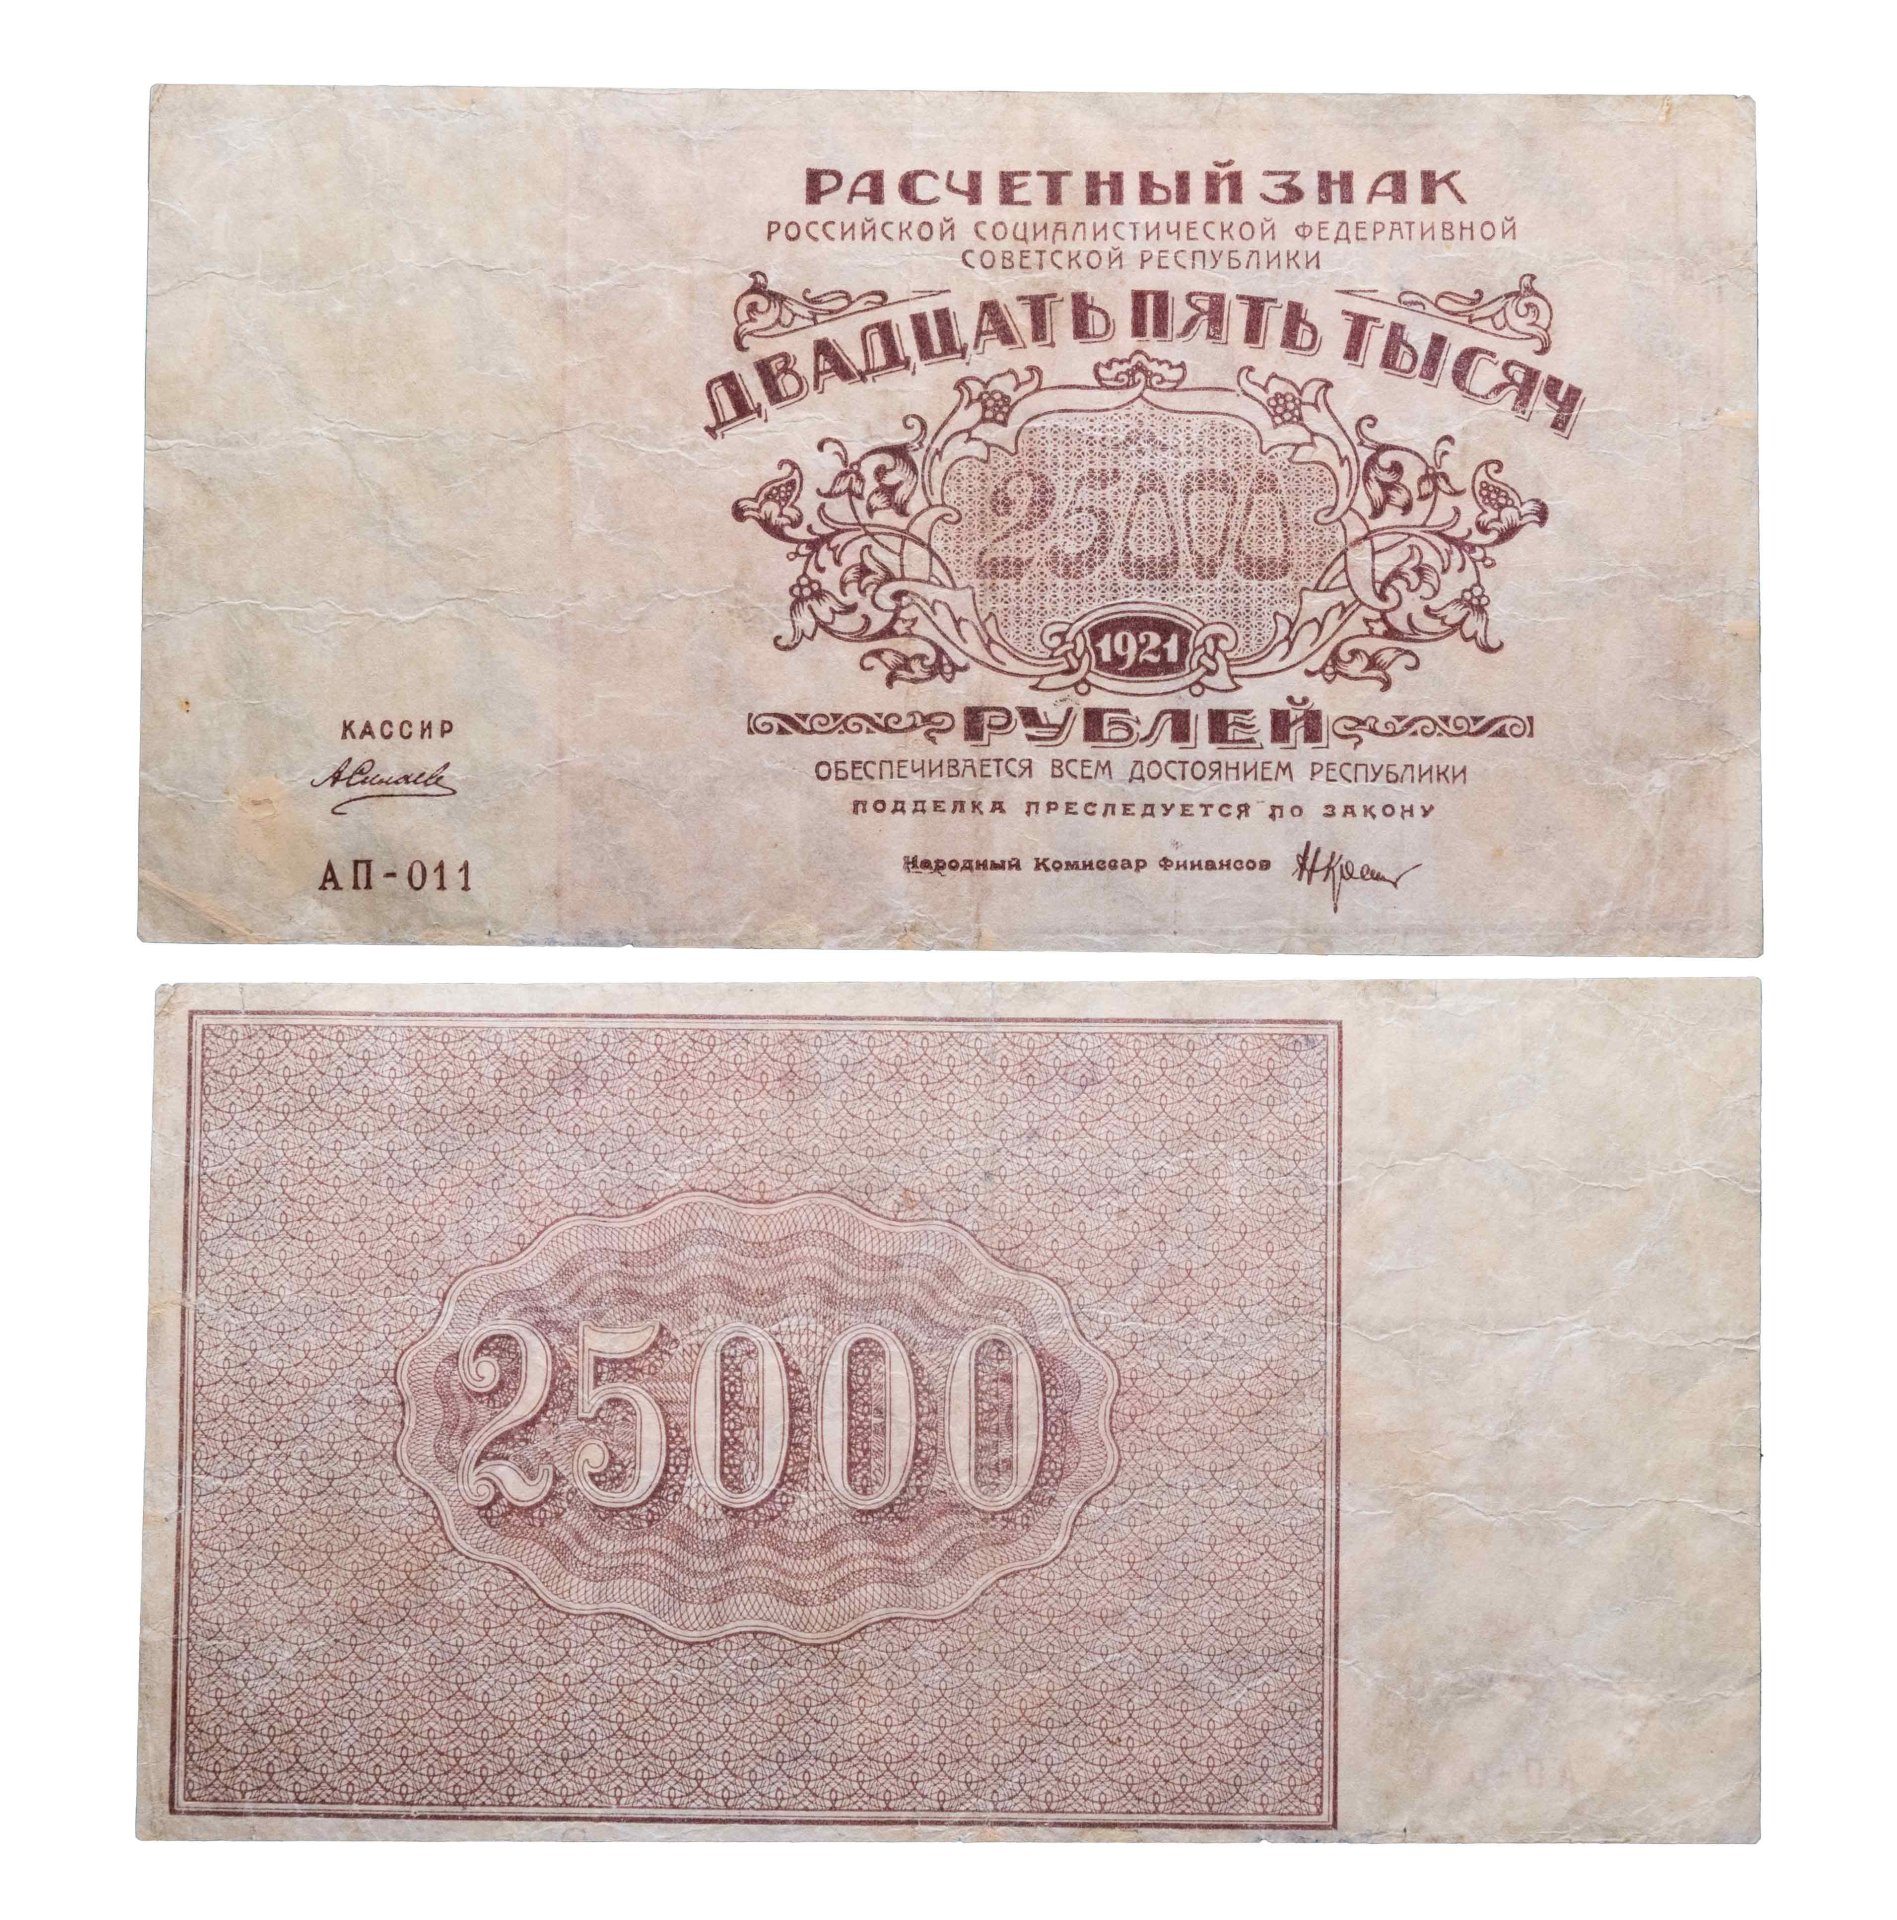 РАСЧЕТНЫЙ ЗНАК
РОССИЙСКОЙ СОЦИАЛИСТИЧЕСКОЙ ФЕДЕРАТИВНОЙ
СОВЕТСКОЙ РЕСПУБЛИКИ
ДВАДЦАТЬ ПЯТЬ ТЫСЯЧ
25000
1921
РУБЛЕЙ
ОБЕСПЕЧИВАЕТСЯ ВСЕМ ДОСТОЯНИЕМ РЕСПУБЛИКИ
ПОДДЕЛКА ПРЕСЛЕДУЕТСЯ ПО ЗАКОНУ
Народный Комиссар Финансов
КАССИР
АП-011
25000